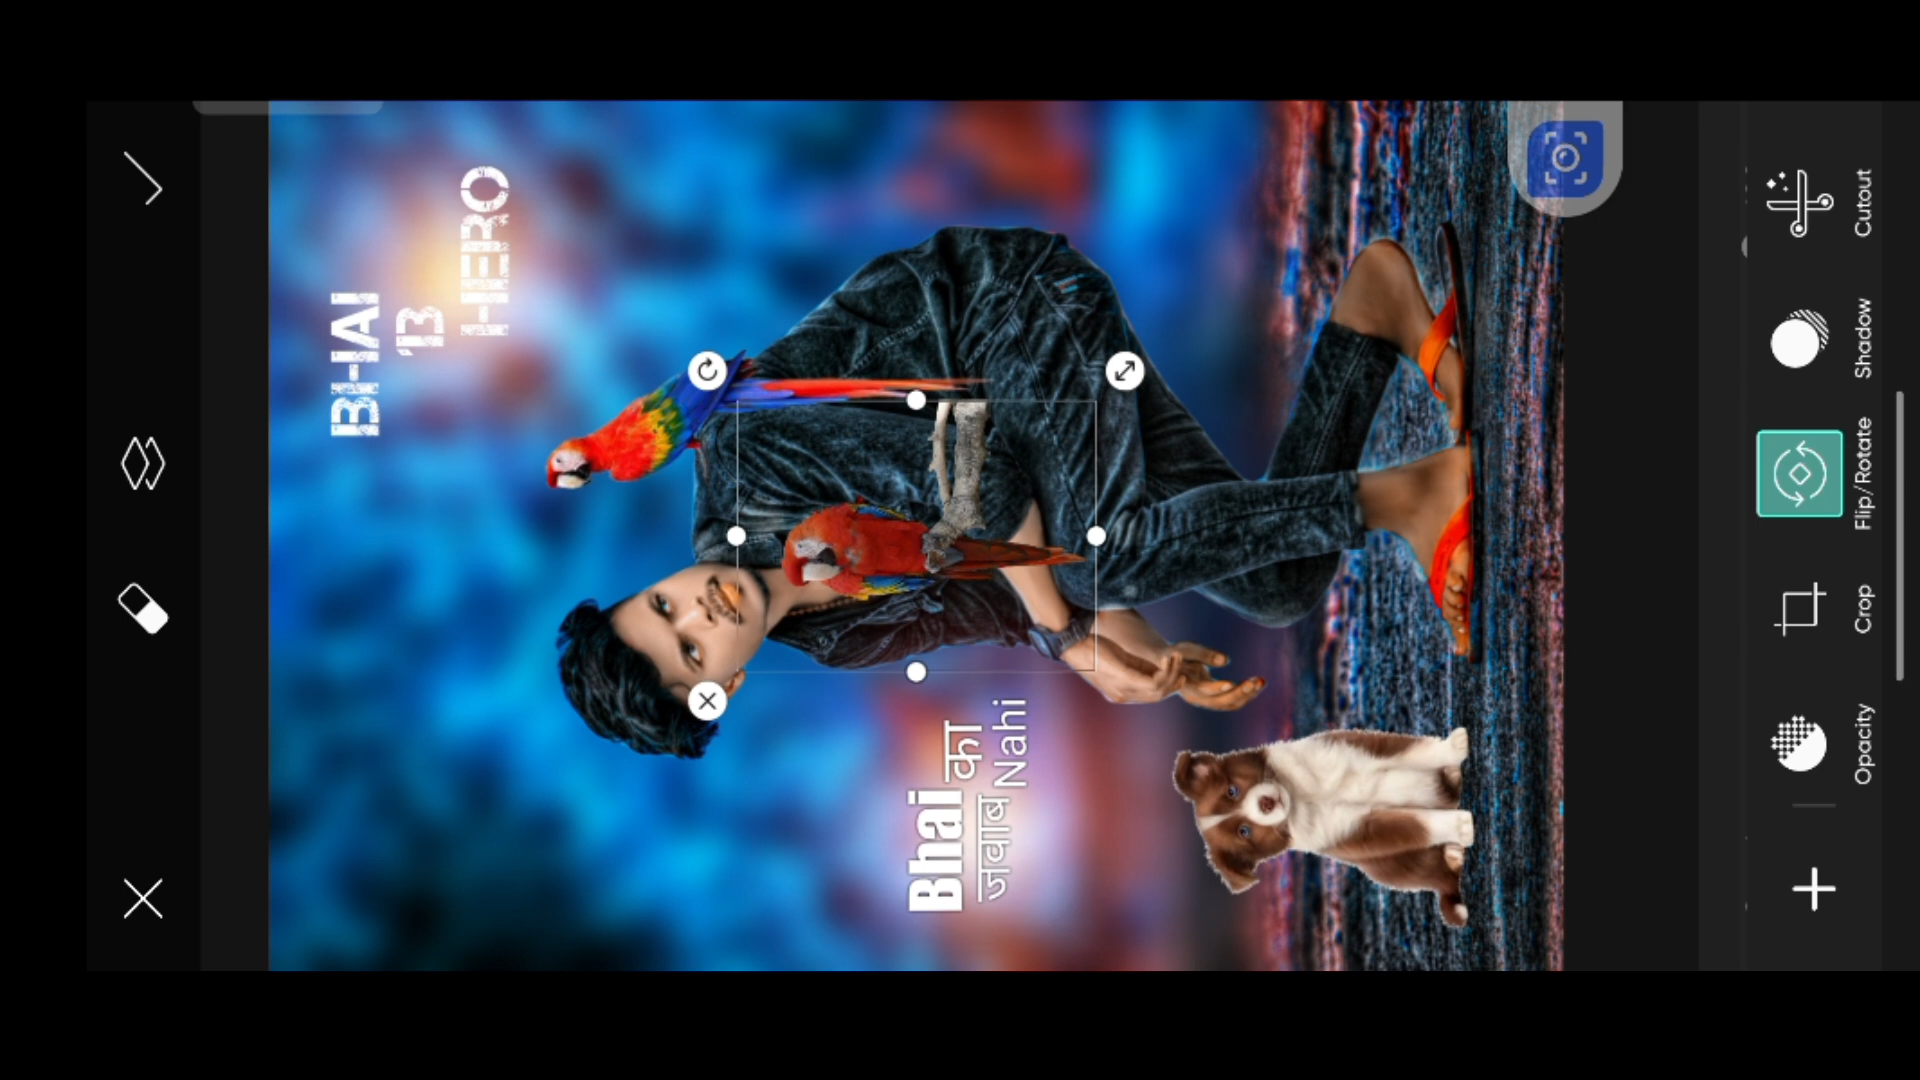 BHAI
HERO
Bhai का
जवाब Nahi
Opacity
Crop
Flip/Rotate
Shadow
Cutout